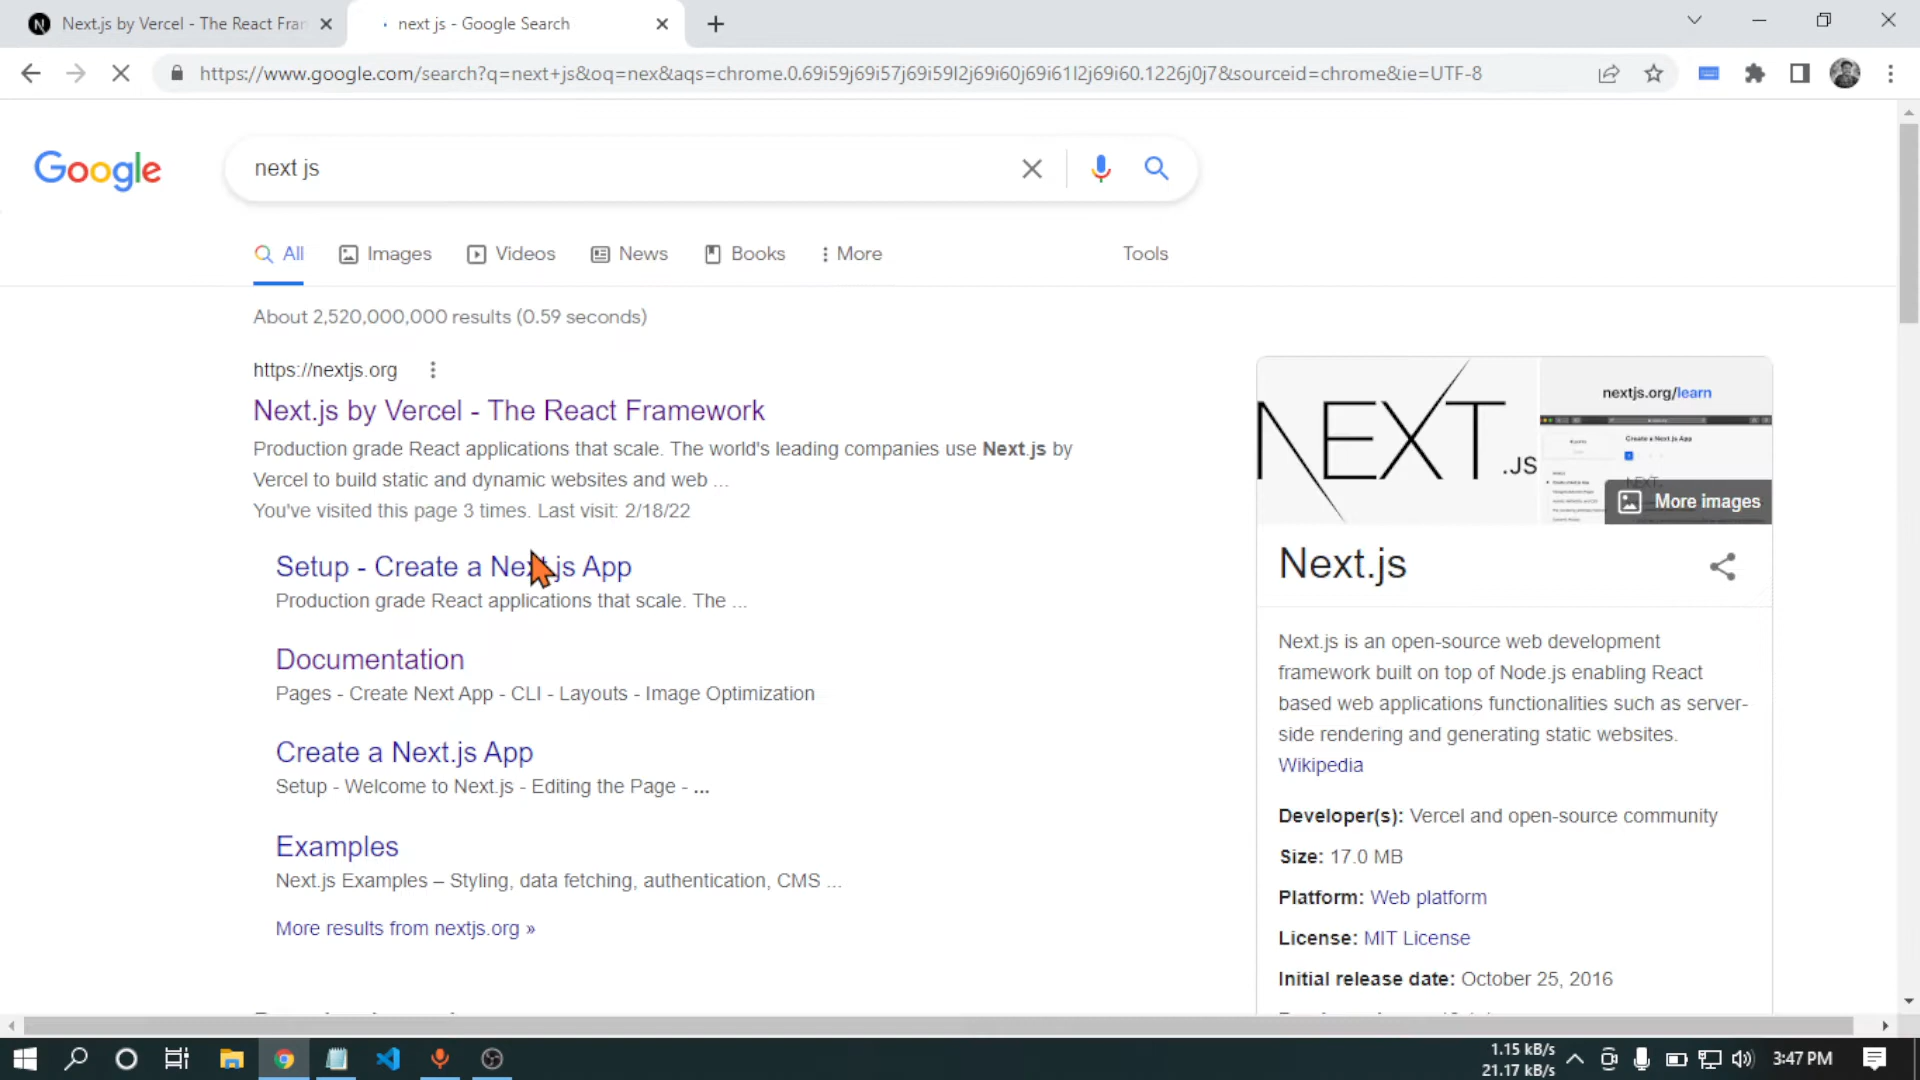 Next.js by Vercel - The React Fran
next js - Google Search
https://www.google.com/search?q=next+js&oq=nex&aqs=chrome.0.69i59j69i57j69i59l2j69i60j69i61l2j69i60.1226j0j7&sourceid=chrome&ie=UTF-8
Google
next js
All
Images
Videos
News
Books
More
Tools
About 2,520,000,000 results (0.59 seconds)
https://nextjs.org
Next.js by Vercel - The React Framework
Production grade React applications that scale. The world's leading companies use Next.js by
Vercel to build static and dynamic websites and web ...
You've visited this page 3 times. Last visit: 2/18/22
Setup - Create a Next.js App
Production grade React applications that scale. The ...
Documentation
Pages - Create Next App - CLI - Layouts - Image Optimization
Create a Next.js App
Setup - Welcome to Next.js - Editing the Page - ...
Examples
Next.js Examples – Styling, data fetching, authentication, CMS ...
More results from nextjs.org »
NEXT.JS
nextjs.org/learn
Create a Next.js App
More images
Next.js
Next.js is an open-source web development
framework built on top of Node.js enabling React
based web applications functionalities such as server-
side rendering and generating static websites.
Wikipedia
Developer(s): Vercel and open-source community
Size: 17.0 MB
Platform: Web platform
License: MIT License
Initial release date: October 25, 2016
1.15 kB/s
21.17 kB/s
3:47 PM